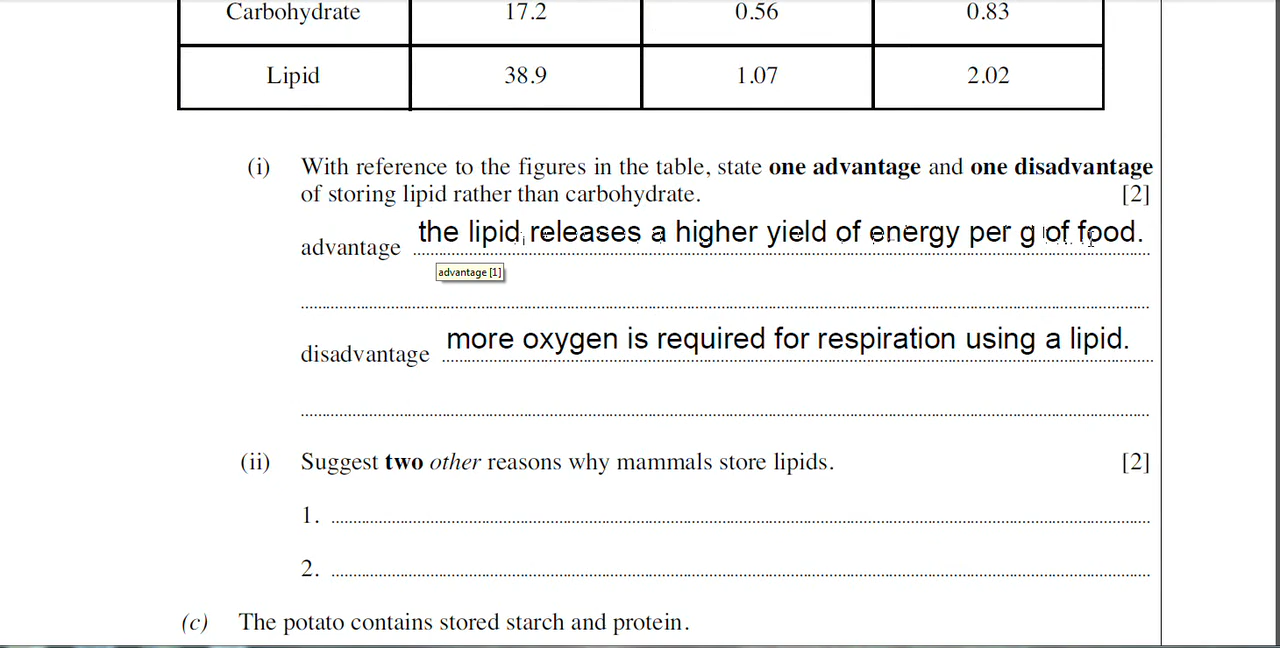 Carbohydrate 17.2 0.56 0.83
Lipid 38.9 1.07 2.02
(i) With reference to the figures in the table, state one advantage and one disadvantage
of storing lipid rather than carbohydrate. [2]
advantage the lipid releases a higher yield of energy per g of food.
advantage [1]
disadvantage more oxygen is required for respiration using a lipid.
(ii) Suggest two other reasons why mammals store lipids. [2]
1.
2.
(c) The potato contains stored starch and protein.